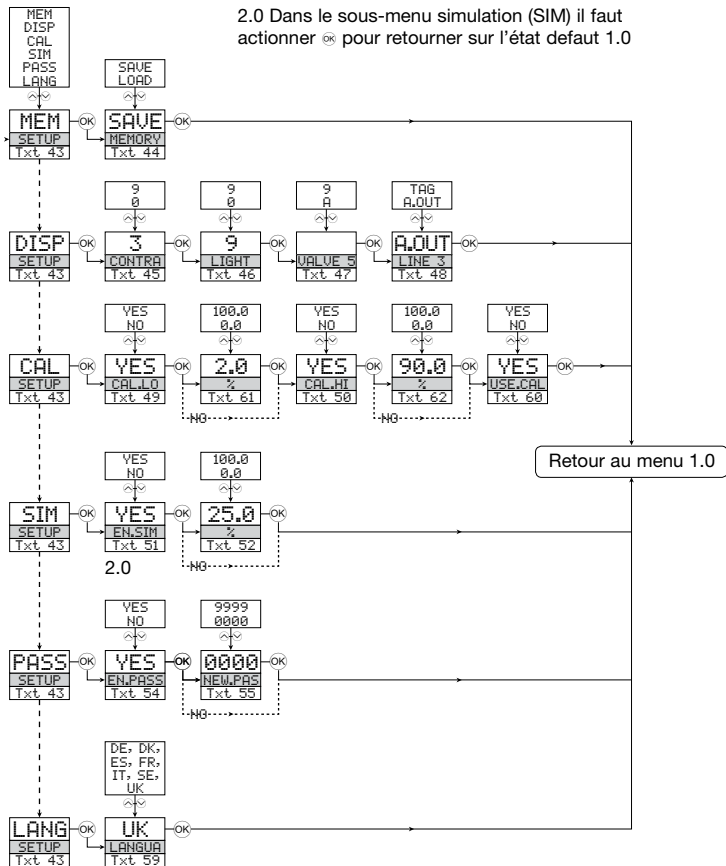 2.0 Dans le sous-menu simulation (SIM) il faut
actionner OK pour retourner sur l'état defaut 1.0
MEM
DISP
CAL
SIM
PASS
LANG
SAVE
LOAD
MEM OK SAVE OK
SETUP MEMORY
Txt 43 Txt 44
9 9 9 TAG
0 0 A A.OUT
DISP OK 3 OK 9 OK OK A.OUT OK
SETUP CONTRA LIGHT VALVE 5 LINE 3
Txt 43 Txt 45 Txt 46 Txt 47 Txt 48
YES 100.0 YES 100.0 YES
NO 0.0 NO 0.0 NO
CAL OK YES OK 2.0 OK YES OK 90.0 OK YES OK
SETUP CAL.LO % CAL.HI % USE.CAL
Txt 43 Txt 49 Txt 61 Txt 50 Txt 62 Txt 60
NO NO
Retour au menu 1.0
YES 100.0
NO 0.0
SIM OK YES OK 25.0 OK
SETUP EN.SIM %
Txt 43 Txt 51 Txt 52
2.0 NO
YES 9999
NO 0000
PASS OK YES OK 0000 OK
SETUP EN.PASS NEW.PAS
Txt 43 Txt 54 Txt 55
NO
DE, DK,
ES, FR,
IT, SE,
UK
LANG OK UK OK
SETUP LANGUA
Txt 43 Txt 59